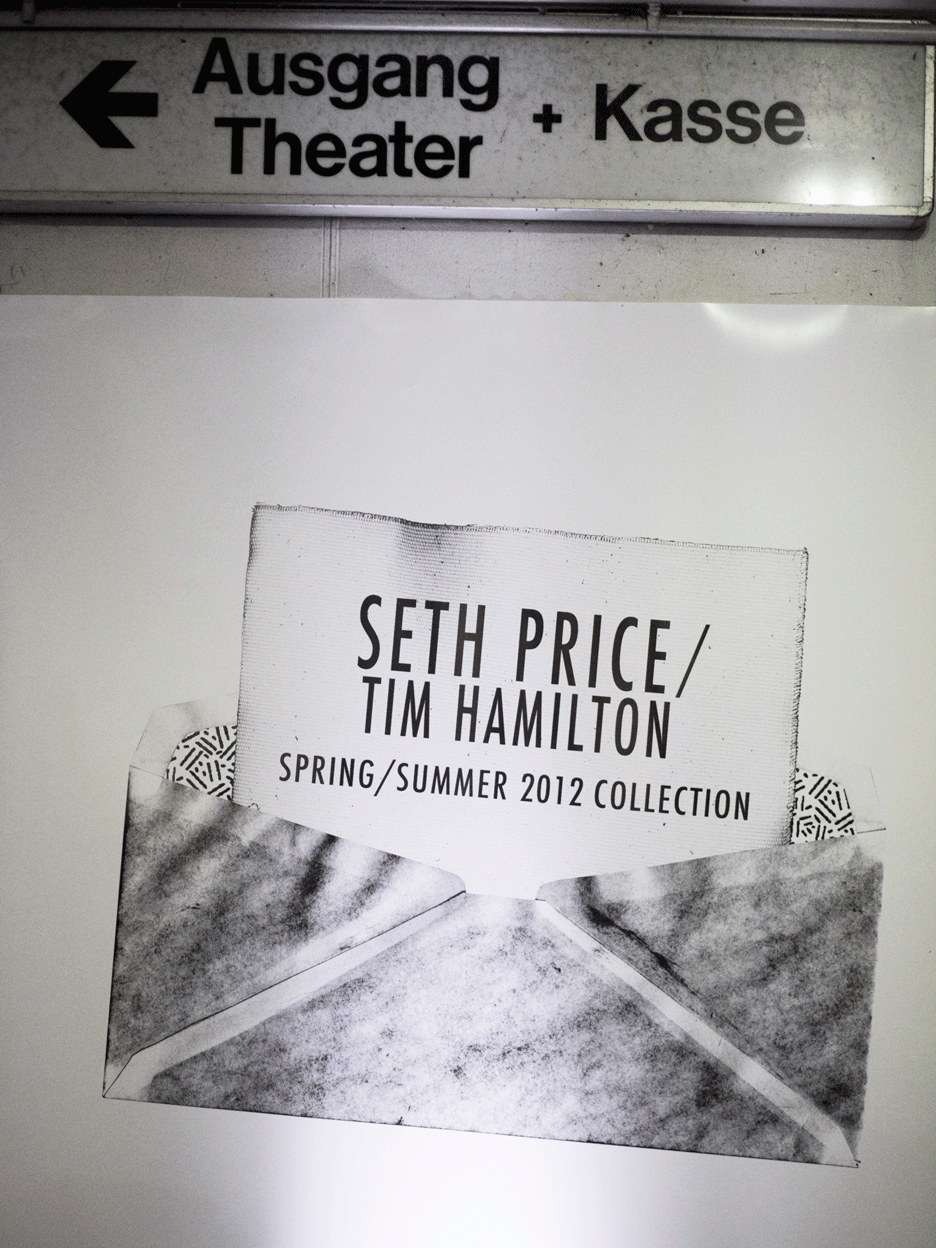 Ausgang
Theater + Kasse
SETH PRICE/
TIM HAMILTON
SPRING/SUMMER 2012 COLLECTION